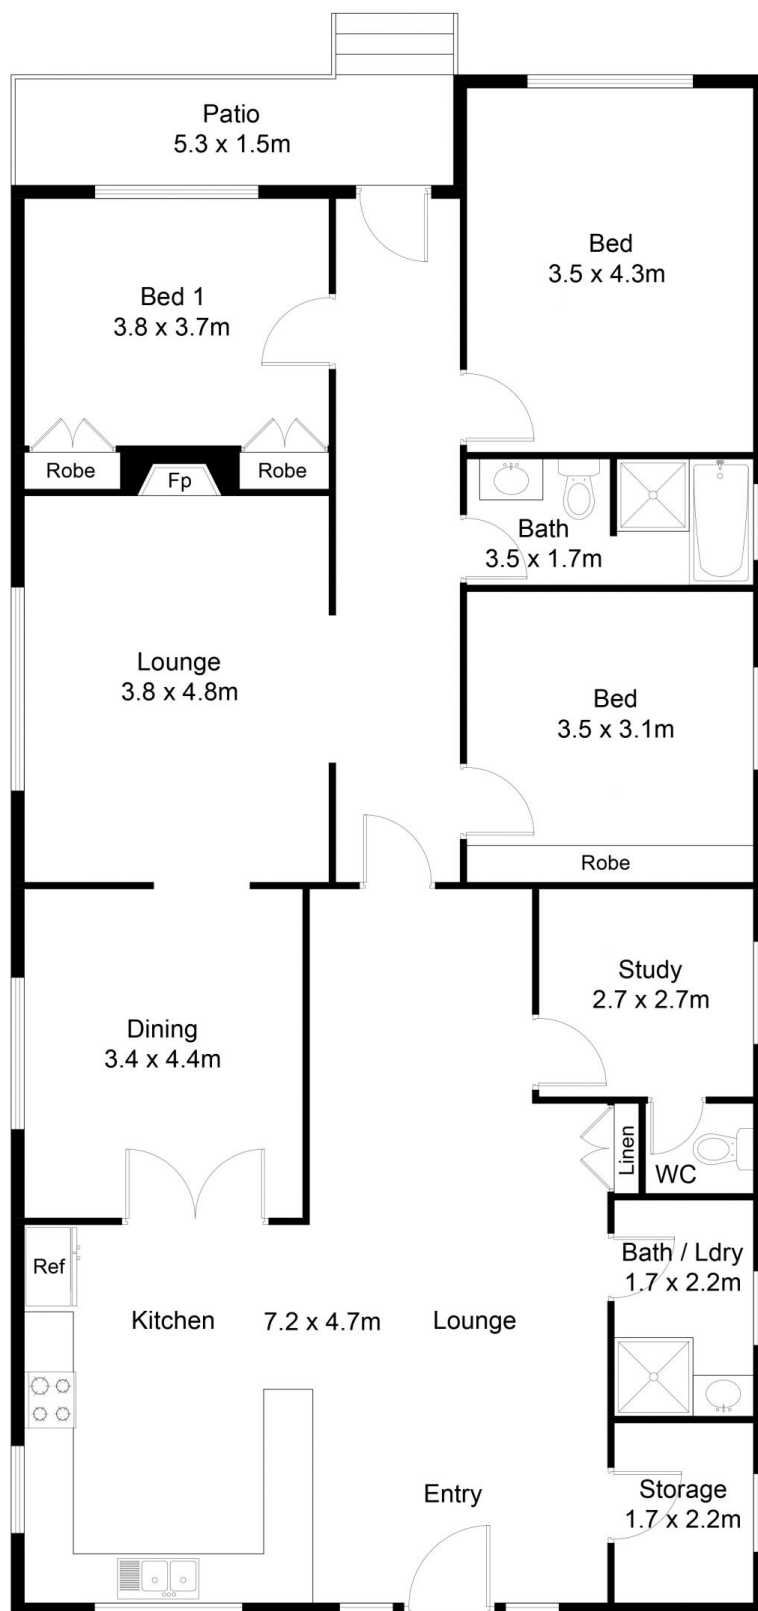 Patio
5.3 x 1.5m
Bed
3.5 x 4.3m
Bed 1
3.8 x 3.7m
Robe
Fp
Robe
Bath
3.5 x 1.7m
Lounge
3.8 x 4.8m
Bed
3.5 x 3.1m
Robe
Study
2.7 x 2.7m
Dining
3.4 x 4.4m
Linen
WC
Ref
Bath / Ldry
1.7 x 2.2m
Kitchen 7.2 x 4.7m Lounge
Entry
Storage
1.7 x 2.2m